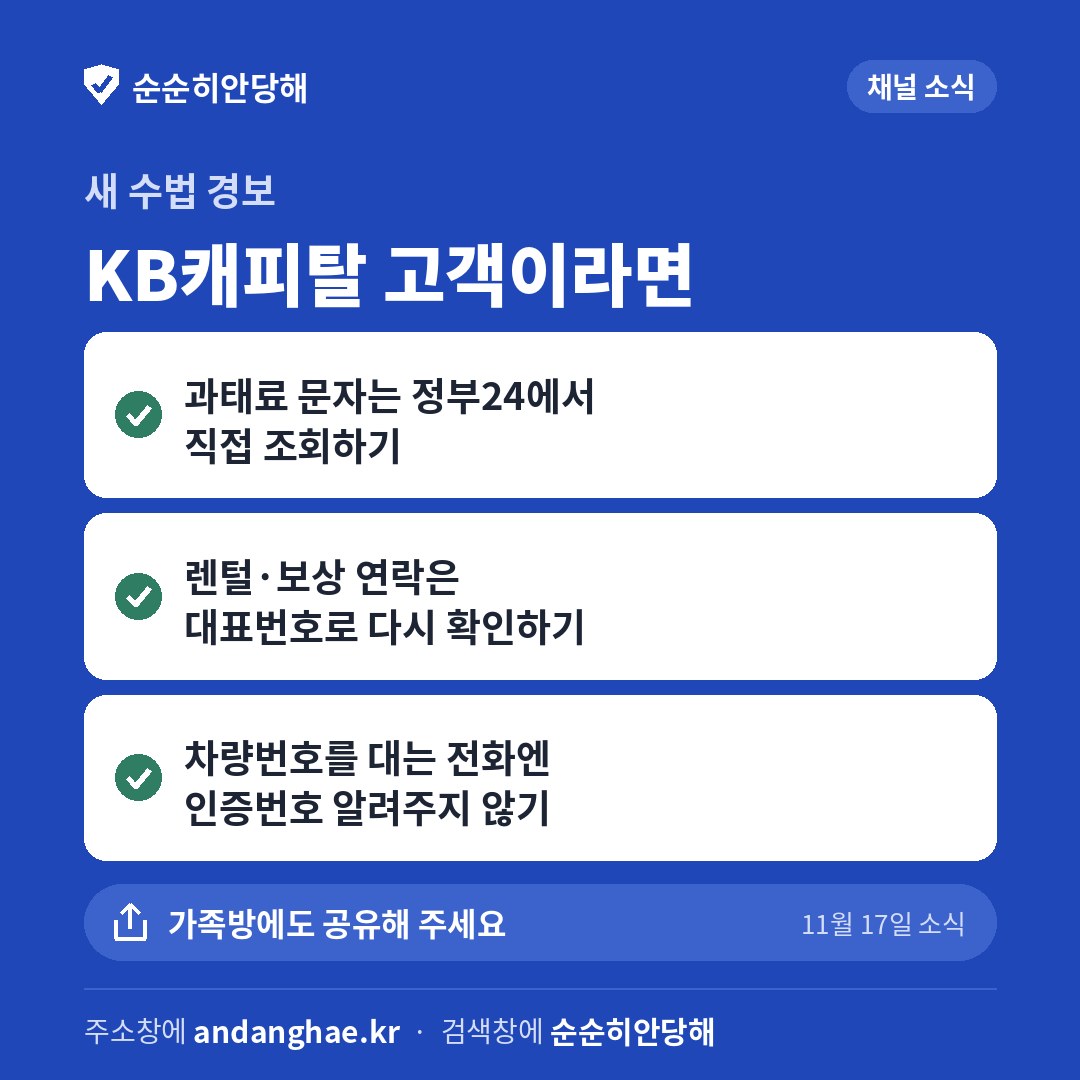 순순히안당해
채널 소식
새 수법 경보
KB캐피탈 고객이라면
과태료 문자는 정부24에서
직접 조회하기
렌털·보상 연락은
대표번호로 다시 확인하기
차량번호를 대는 전화엔
인증번호 알려주지 않기
가족방에도 공유해 주세요
11월 17일 소식
주소창에 andanghae.kr · 검색창에 순순히안당해